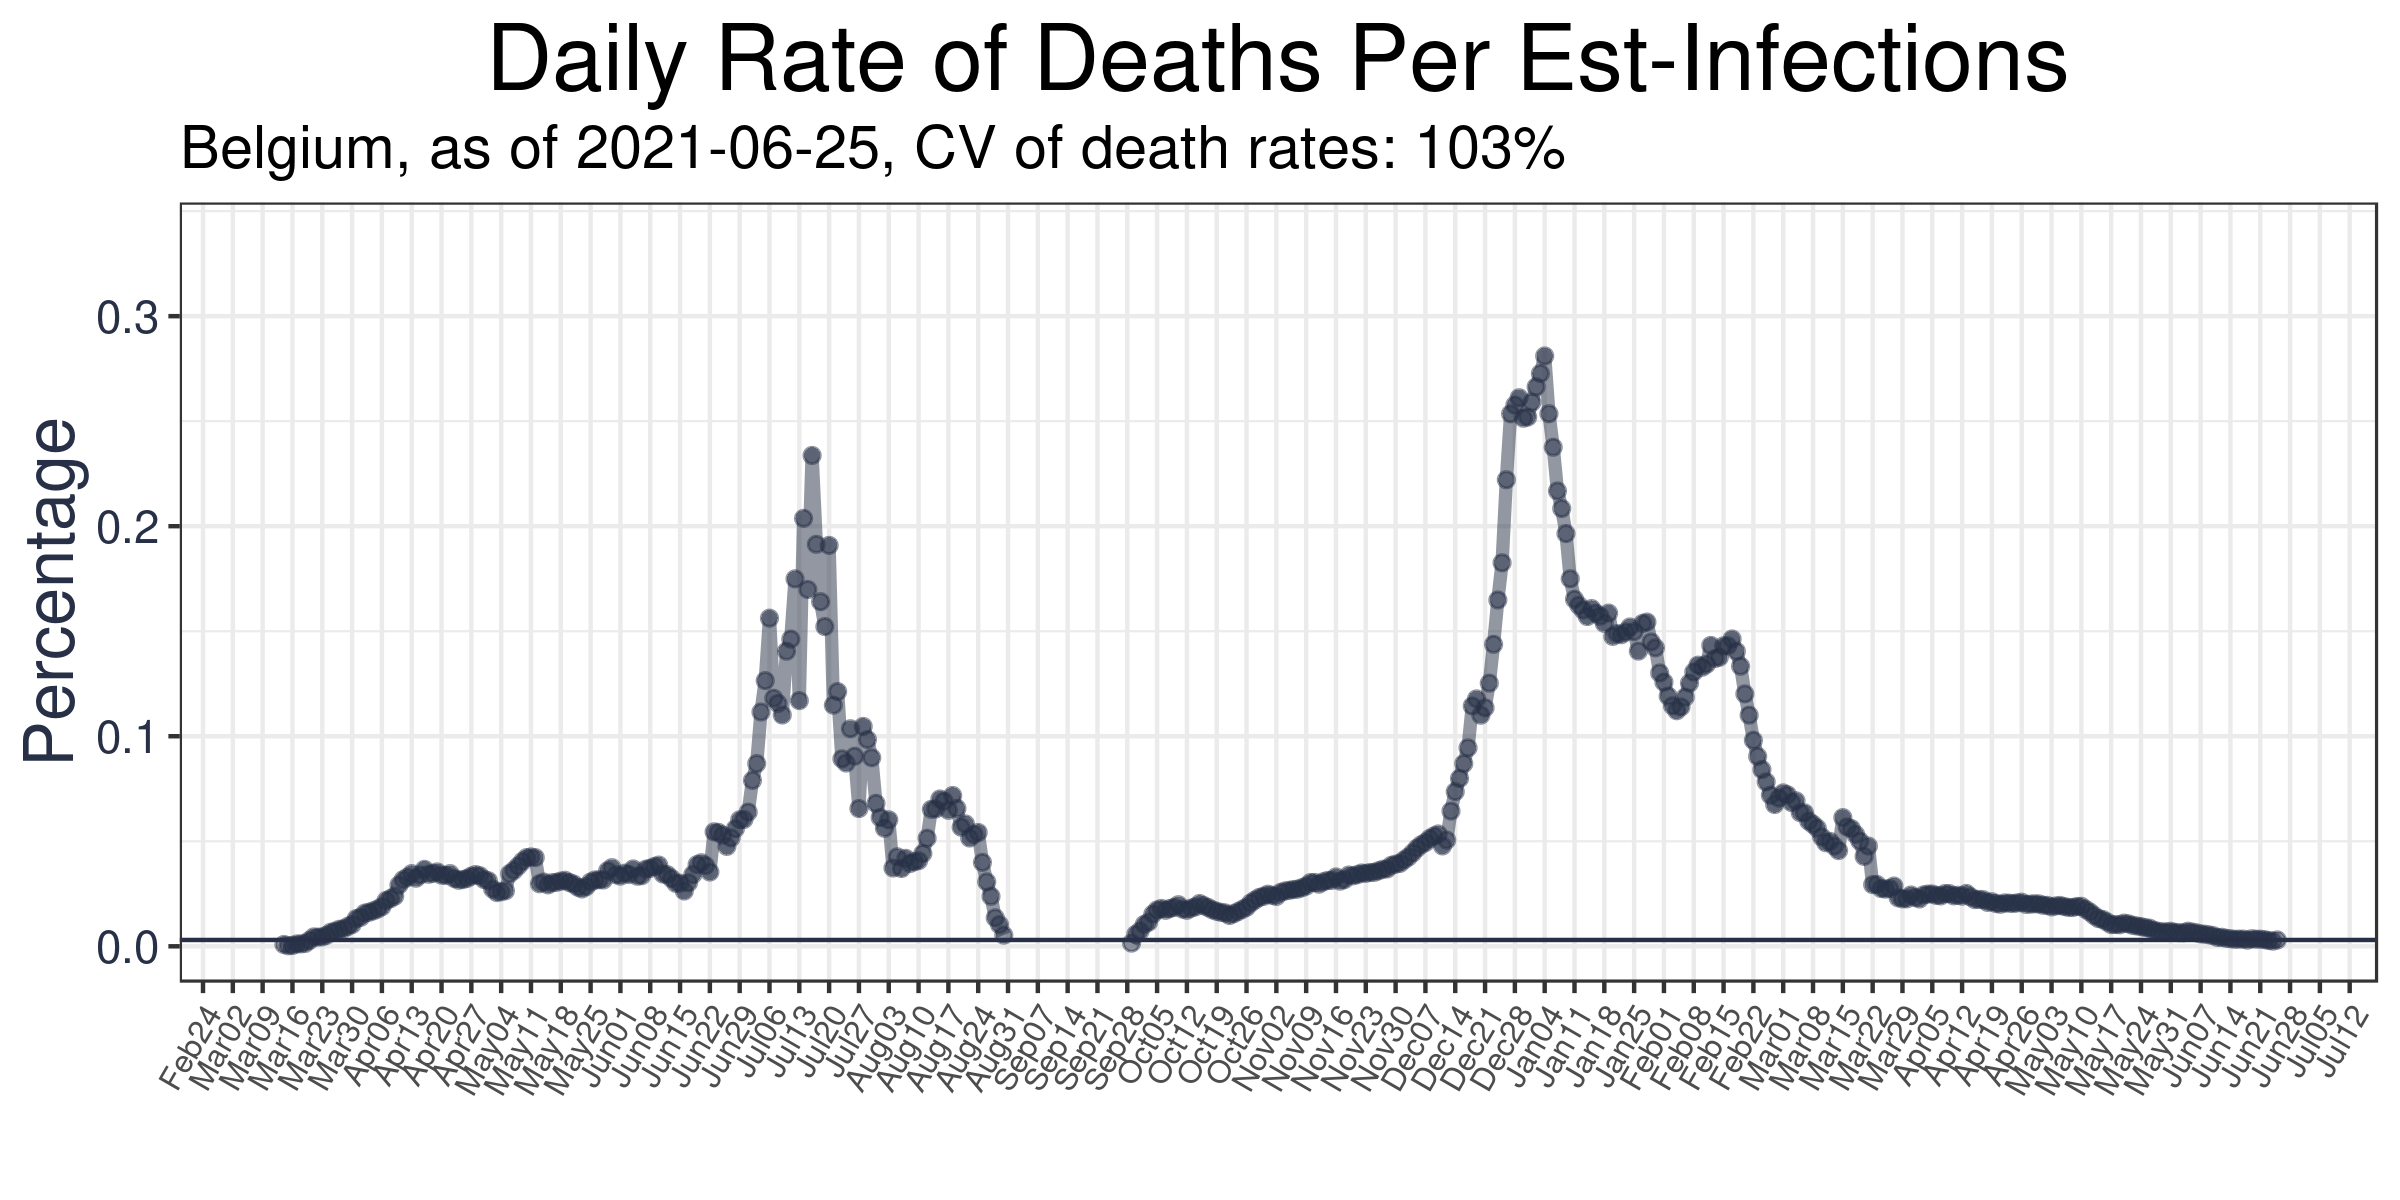 Daily Rate of Deaths Per Est-Infections
Belgium, as of 2021-06-25, CV of death rates: 103%
Percentage
0.3
0.2
0.1
0.0
Feb24
Mar02
Mar09
Mar16
Mar23
Mar30
Apr06
Apr13
Apr20
Apr27
May04
May11
May18
May25
Jun01
Jun08
Jun15
Jun22
Jun29
Jul06
Jul13
Jul20
Jul27
Aug03
Aug10
Aug17
Aug24
Aug31
Sep07
Sep14
Sep21
Sep28
Oct05
Oct12
Oct19
Oct26
Nov02
Nov09
Nov16
Nov23
Nov30
Dec07
Dec14
Dec21
Dec28
Jan04
Jan11
Jan18
Jan25
Feb01
Feb08
Feb15
Feb22
Mar01
Mar08
Mar15
Mar22
Mar29
Apr05
Apr12
Apr19
Apr26
May03
May10
May17
May24
May31
Jun07
Jun14
Jun21
Jun28
Jul05
Jul12